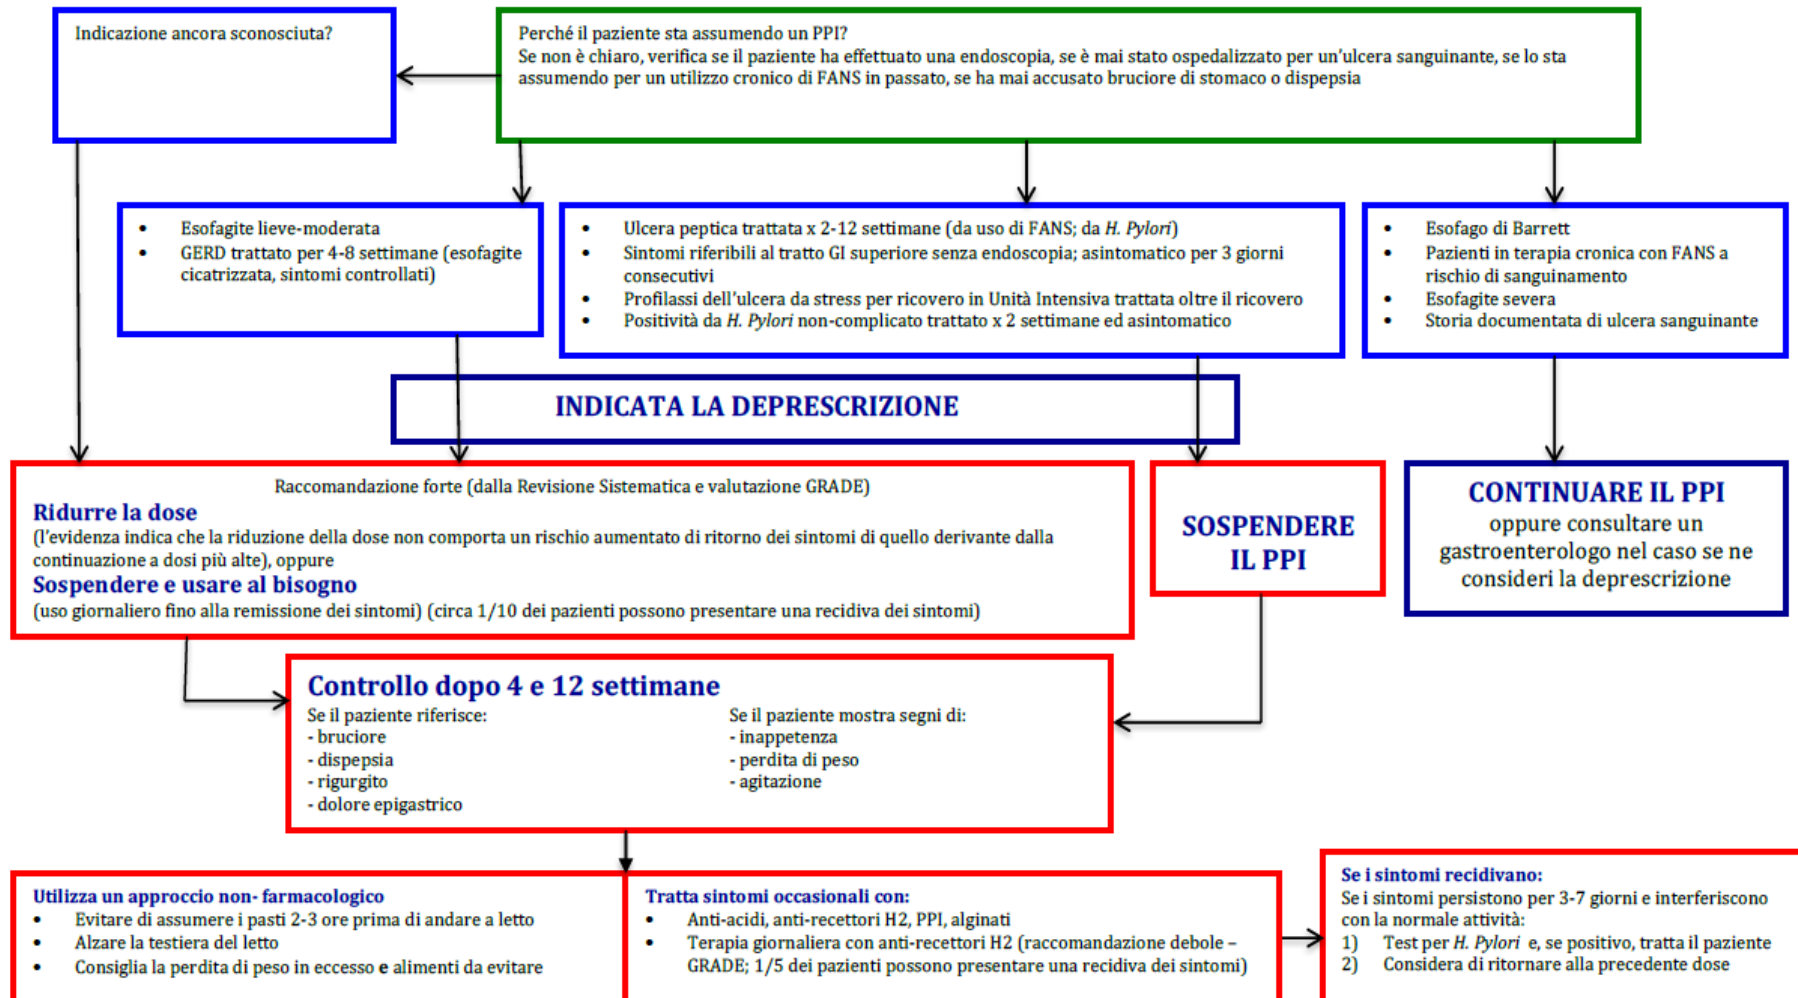 Indicazione ancora sconosciuta?
Perché il paziente sta assumendo un PPI?
Se non è chiaro, verifica se il paziente ha effettuato una endoscopia, se è mai stato ospedalizzato per un'ulcera sanguinante, se lo sta
assumendo per un utilizzo cronico di FANS in passato, se ha mai accusato bruciore di stomaco o dispepsia
• Esofagite lieve-moderata
• GERD trattato per 4-8 settimane (esofagite
cicatrizzata, sintomi controllati)
• Ulcera peptica trattata x 2-12 settimane (da uso di FANS; da H. Pylori)
• Sintomi riferibili al tratto GI superiore senza endoscopia; asintomatico per 3 giorni
consecutivi
• Profilassi dell'ulcera da stress per ricovero in Unità Intensiva trattata oltre il ricovero
• Positività da H. Pylori non-complicato trattato x 2 settimane ed asintomatico
• Esofago di Barrett
• Pazienti in terapia cronica con FANS a
rischio di sanguinamento
• Esofagite severa
• Storia documentata di ulcera sanguinante
INDICATA LA DEPRESCRIZIONE
Raccomandazione forte (dalla Revisione Sistematica e valutazione GRADE)
Ridurre la dose
(l'evidenza indica che la riduzione della dose non comporta un rischio aumentato di ritorno dei sintomi di quello derivante dalla
continuazione a dosi più alte), oppure
Sospendere e usare al bisogno
(uso giornaliero fino alla remissione dei sintomi) (circa 1/10 dei pazienti possono presentare una recidiva dei sintomi)
SOSPENDERE
IL PPI
CONTINUARE IL PPI
oppure consultare un
gastroenterologo nel caso se ne
consideri la deprescrizione
Controllo dopo 4 e 12 settimane
Se il paziente riferisce:
- bruciore
- dispepsia
- rigurgito
- dolore epigastrico
Se il paziente mostra segni di:
- inappetenza
- perdita di peso
- agitazione
Utilizza un approccio non- farmacologico
• Evitare di assumere i pasti 2-3 ore prima di andare a letto
• Alzare la testiera del letto
• Consiglia la perdita di peso in eccesso e alimenti da evitare
Tratta sintomi occasionali con:
• Anti-acidi, anti-recettori H2, PPI, alginati
• Terapia giornaliera con anti-recettori H2 (raccomandazione debole –
GRADE; 1/5 dei pazienti possono presentare una recidiva dei sintomi)
Se i sintomi recidivano:
Se i sintomi persistono per 3-7 giorni e interferiscono
con la normale attività:
1) Test per H. Pylori e, se positivo, tratta il paziente
2) Considera di ritornare alla precedente dose